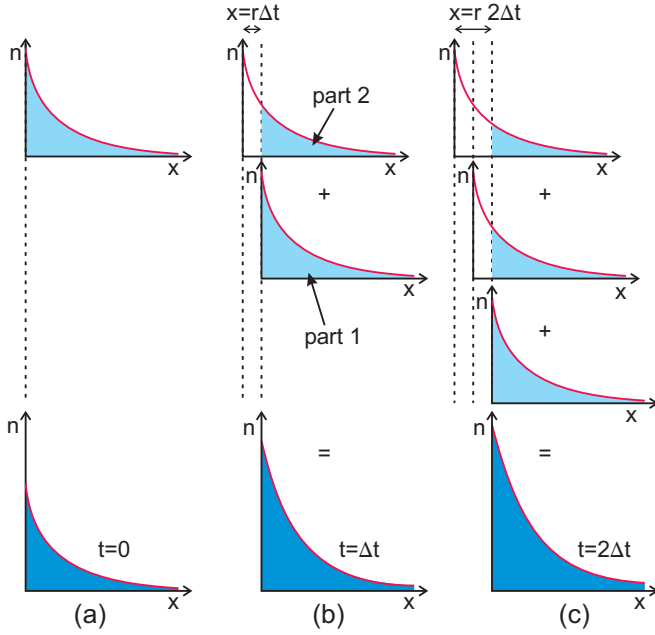 x=rΔt
x=r 2Δt
n
x
n
part 2
x
n
x
n
+
part 1
x
n
+
x
n
+
x
n
t=0
x
(a)
n
=
t=Δt
x
(b)
n
=
t=2Δt
x
(c)